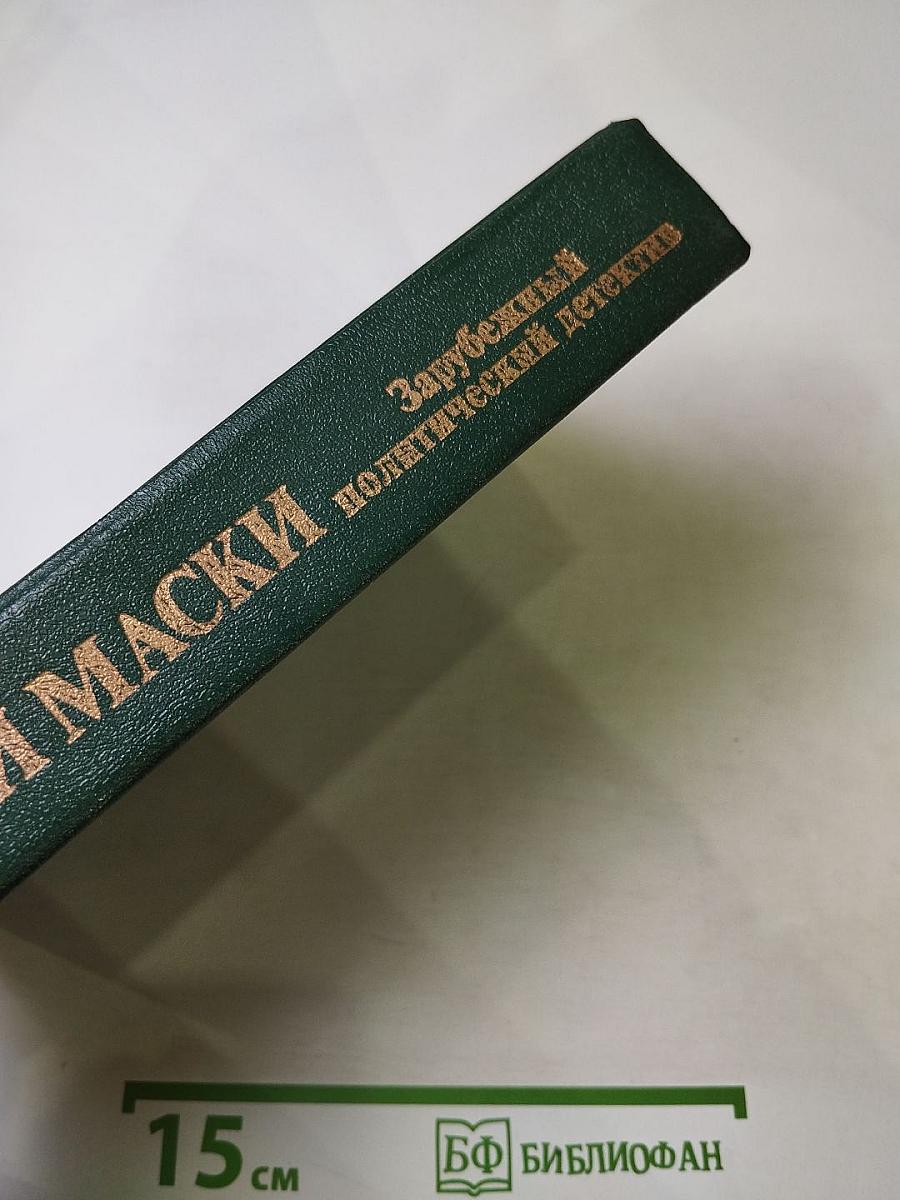 И МАСКИ
Зарубежный
политический детектив
15 см
БФ БИБЛИОФАН